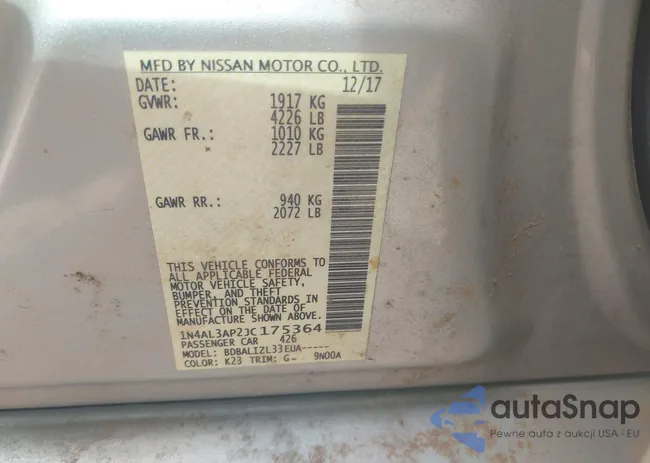 MFD BY NISSAN MOTOR CO., LTD.
DATE: 12/17
GVWR: 1917 KG
4226 LB
GAWR FR.: 1010 KG
2227 LB
GAWR RR.: 940 KG
2072 LB
THIS VEHICLE CONFORMS TO
ALL APPLICABLE FEDERAL
MOTOR VEHICLE SAFETY,
BUMPER, AND THEFT
PREVENTION STANDARDS IN
EFFECT ON THE DATE OF
MANUFACTURE SHOWN ABOVE.
1N4AL3AP2JC175364
PASSENGER CAR 426
MODEL: BDBALIZL33EUA-----
COLOR: K23 TRIM: G- 9N00A
autaSnap
Pewne auta z aukcji USA i EU